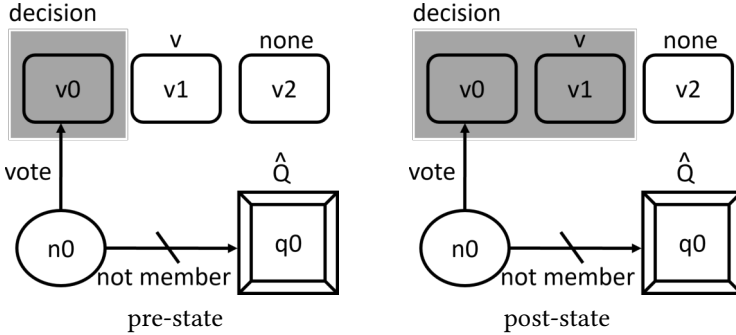 decision
v none
v0 v1 v2
vote
Q̂
n0 q0
not member
pre-state
decision
v none
v0 v1 v2
vote
Q̂
n0 q0
not member
post-state